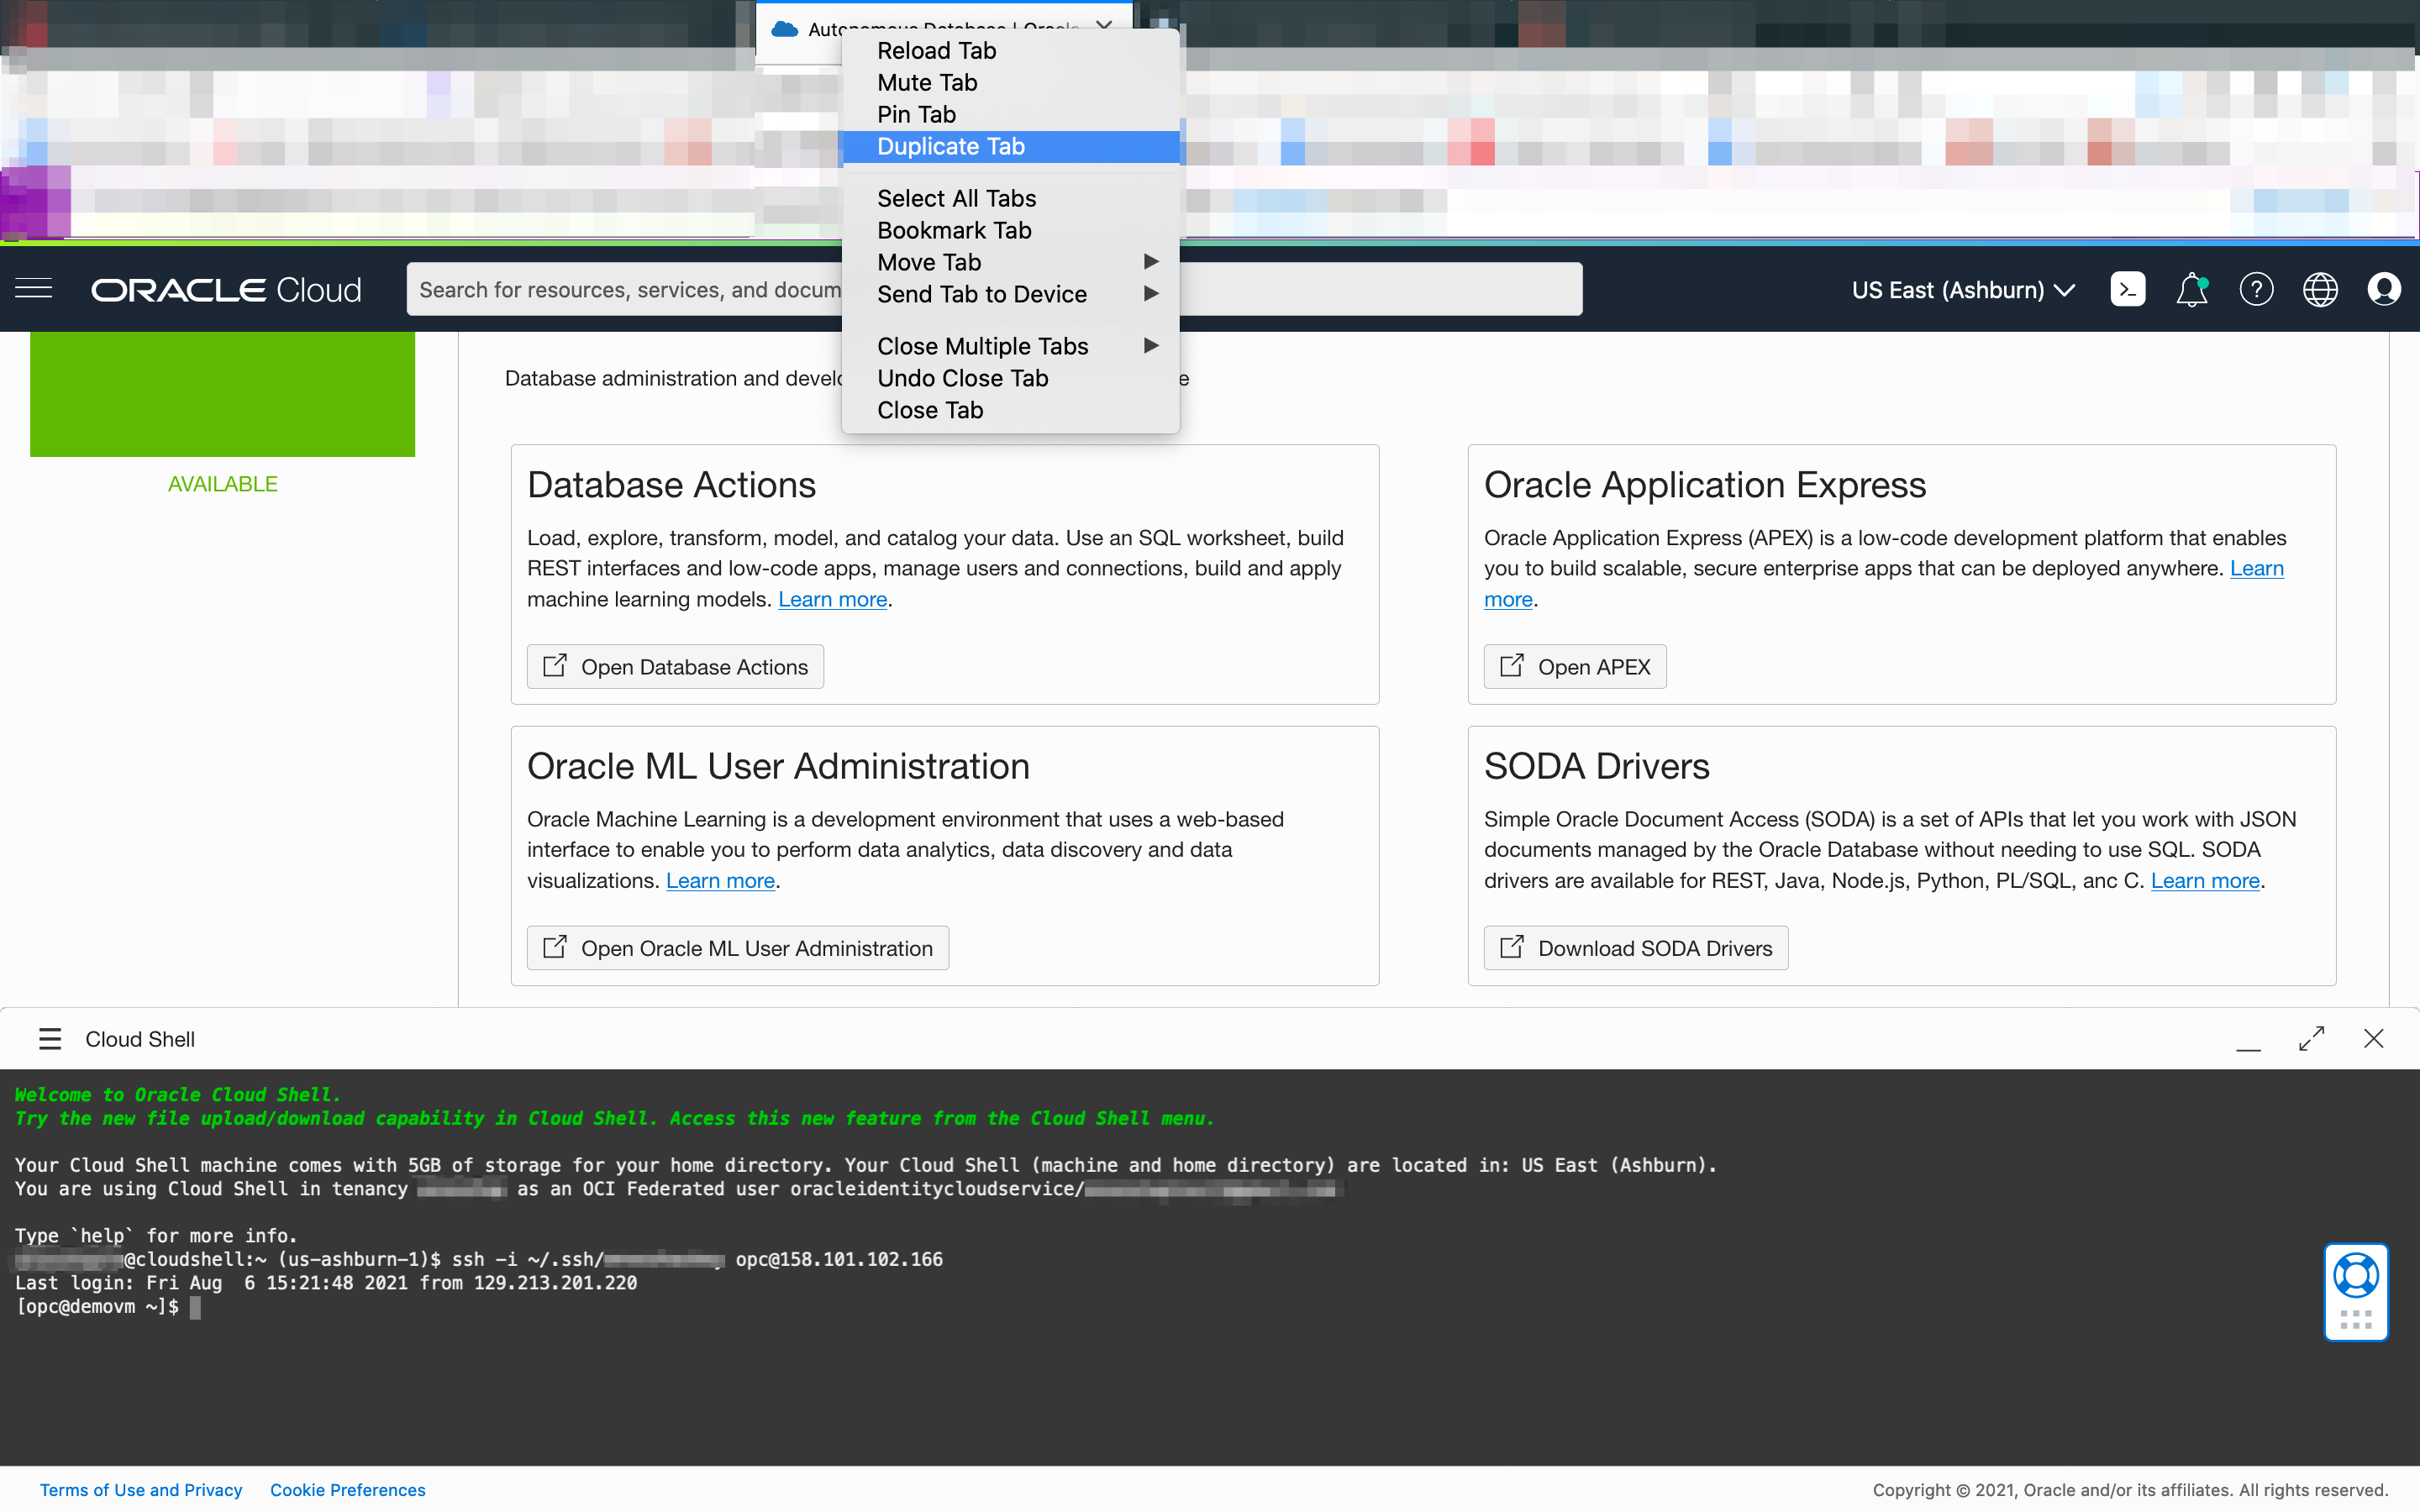 Autonomous Database | Oracle
Reload Tab
Mute Tab
Pin Tab
Duplicate Tab
Select All Tabs
Bookmark Tab
Move Tab
Send Tab to Device
Close Multiple Tabs
Undo Close Tab
Close Tab
ORACLE Cloud
Search for resources, services, and docum
US East (Ashburn)
AVAILABLE
Database administration and develo e
Database Actions
Load, explore, transform, model, and catalog your data. Use an SQL worksheet, build
REST interfaces and low-code apps, manage users and connections, build and apply
machine learning models. Learn more.
Open Database Actions
Oracle Application Express
Oracle Application Express (APEX) is a low-code development platform that enables
you to build scalable, secure enterprise apps that can be deployed anywhere. Learn
more.
Open APEX
Oracle ML User Administration
Oracle Machine Learning is a development environment that uses a web-based
interface to enable you to perform data analytics, data discovery and data
visualizations. Learn more.
Open Oracle ML User Administration
SODA Drivers
Simple Oracle Document Access (SODA) is a set of APIs that let you work with JSON
documents managed by the Oracle Database without needing to use SQL. SODA
drivers are available for REST, Java, Node.js, Python, PL/SQL, anc C. Learn more.
Download SODA Drivers
Cloud Shell
Welcome to Oracle Cloud Shell.
Try the new file upload/download capability in Cloud Shell. Access this new feature from the Cloud Shell menu.
Your Cloud Shell machine comes with 5GB of storage for your home directory. Your Cloud Shell (machine and home directory) are located in: US East (Ashburn).
You are using Cloud Shell in tenancy as an OCI Federated user oracleidentitycloudservice/
Type `help` for more info.
@cloudshell:~ (us-ashburn-1)$ ssh -i ~/.ssh/ opc@158.101.102.166
Last login: Fri Aug  6 15:21:48 2021 from 129.213.201.220
[opc@demovm ~]$
Terms of Use and Privacy
Cookie Preferences
Copyright © 2021, Oracle and/or its affiliates. All rights reserved.